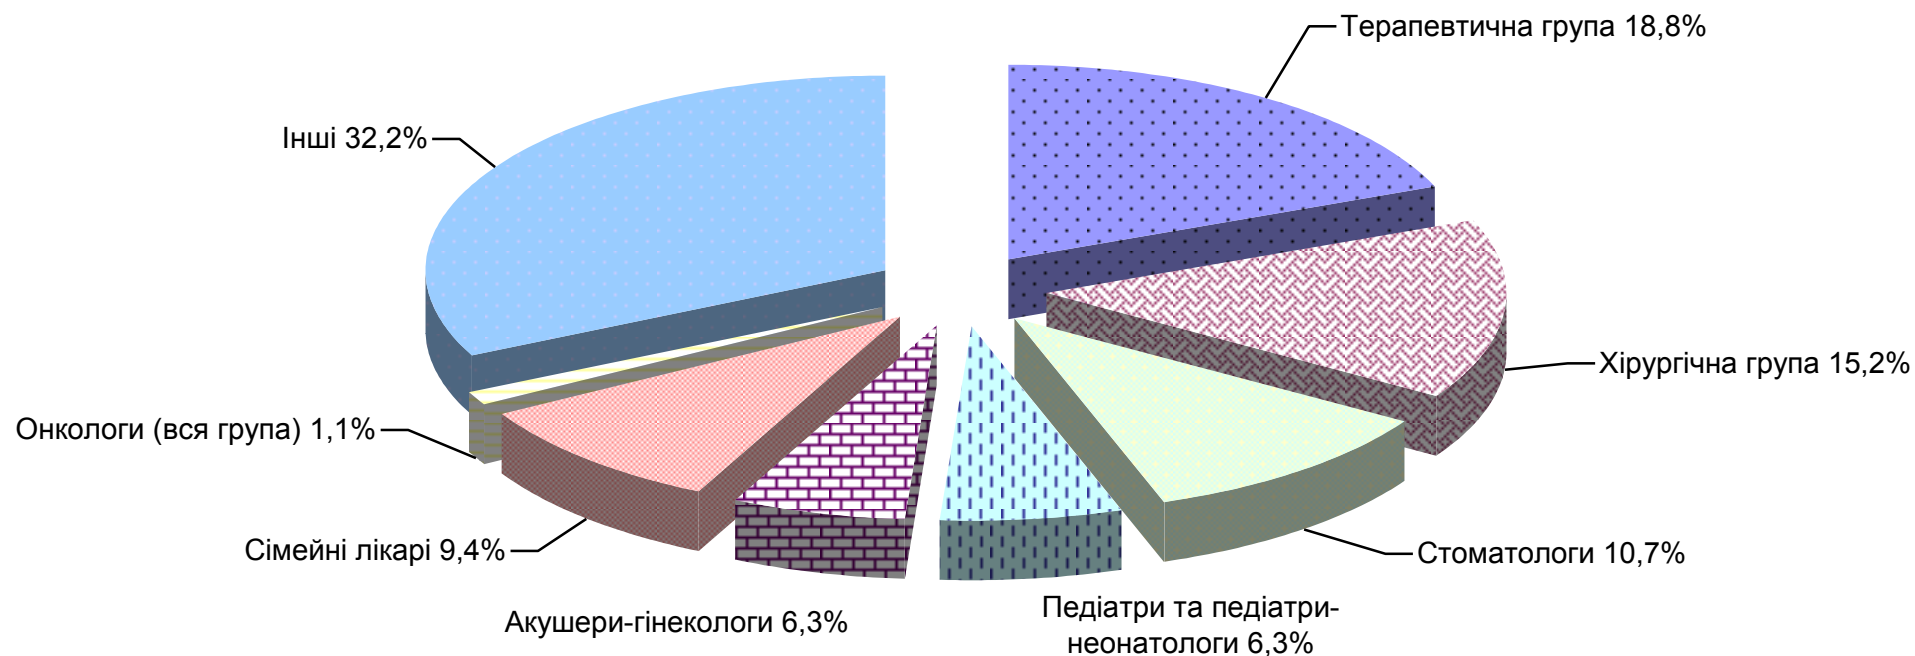 Терапевтична група 18,8%
Інші 32,2%
Хірургічна група 15,2%
Онкологи (вся група) 1,1%
Сімейні лікарі 9,4%
Стоматологи 10,7%
Акушери-гінекологи 6,3%
Педіатри та педіатри-
неонатологи 6,3%